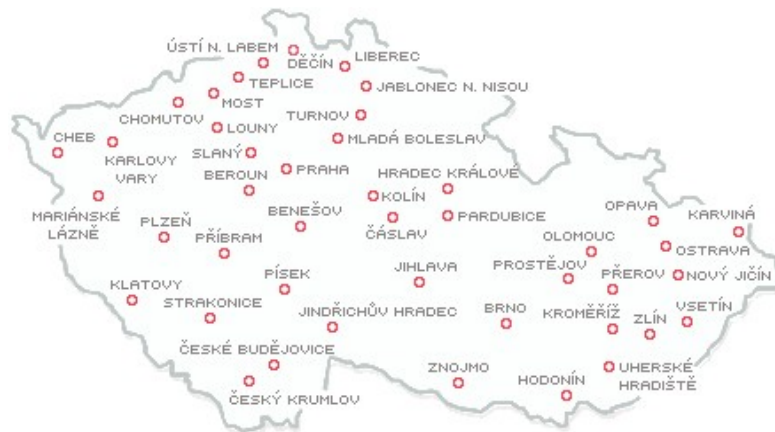 ÚSTÍ N. LABEM
DĚČÍN
LIBEREC
TEPLICE
JABLONEC N. NISOU
MOST
CHOMUTOV
TURNOV
LOUNY
CHEB
MLADÁ BOLESLAV
KARLOVY
VARY
SLANÝ
PRAHA
HRADEC KRÁLOVÉ
BEROUN
KOLÍN
OPAVA
MARIÁNSKÉ
LÁZNĚ
PLZEŇ
BENEŠOV
ČÁSLAV
PARDUBICE
KARVINÁ
PŘÍBRAM
OLOMOUC
OSTRAVA
KLATOVY
PÍSEK
JIHLAVA
PROSTĚJOV
PŘEROV
NOVÝ JIČÍN
STRAKONICE
JINDŘICHŮV HRADEC
BRNO
KROMĚŘÍŽ
ZLÍN
VSETÍN
ČESKÉ BUDĚJOVICE
ZNOJMO
UHERSKÉ
HRADIŠTĚ
ČESKÝ KRUMLOV
HODONÍN